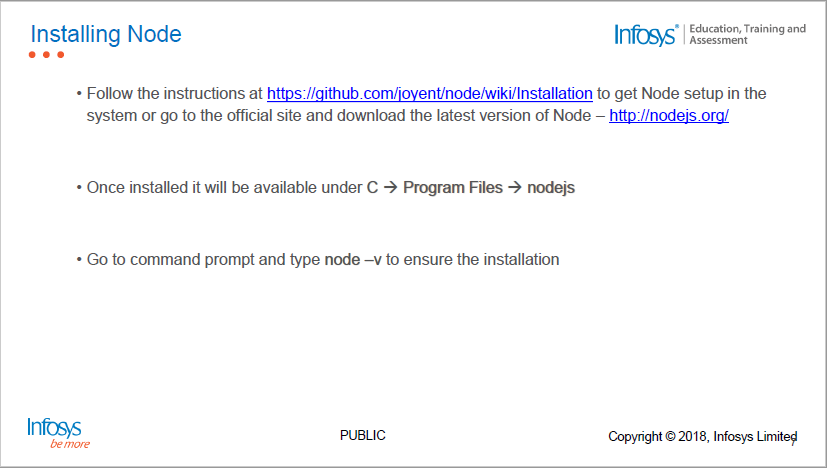 Installing Node
Infosys® | Education, Training and
Assessment
• Follow the instructions at https://github.com/joyent/node/wiki/Installation to get Node setup in the
system or go to the official site and download the latest version of Node – http://nodejs.org/
• Once installed it will be available under C → Program Files → nodejs
• Go to command prompt and type node –v to ensure the installation
Infosys
be more
PUBLIC
Copyright © 2018, Infosys Limited
7